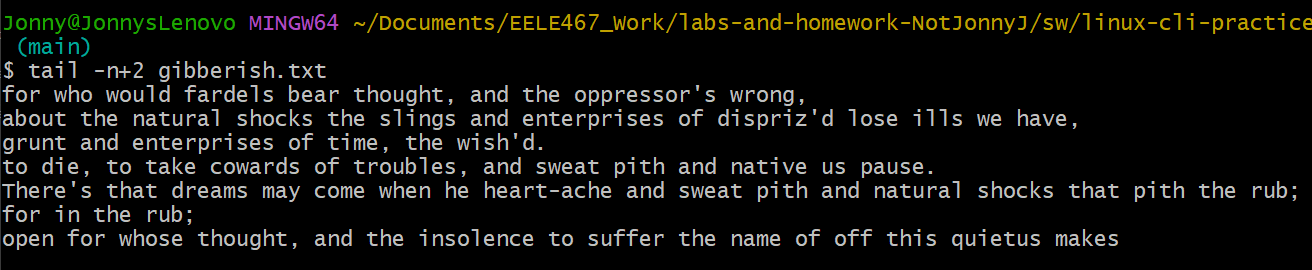 Jonny@JonnysLenovo MINGW64 ~/Documents/EELE467_Work/labs-and-homework-NotJonnyJ/sw/linux-cli-practice
(main)
$ tail -n+2 gibberish.txt
for who would fardels bear thought, and the oppressor's wrong,
about the natural shocks the slings and enterprises of dispriz'd lose ills we have,
grunt and enterprises of time, the wish'd.
to die, to take cowards of troubles, and sweat pith and native us pause.
There's that dreams may come when he heart-ache and sweat pith and natural shocks that pith the rub;
for in the rub;
open for whose thought, and the insolence to suffer the name of off this quietus makes